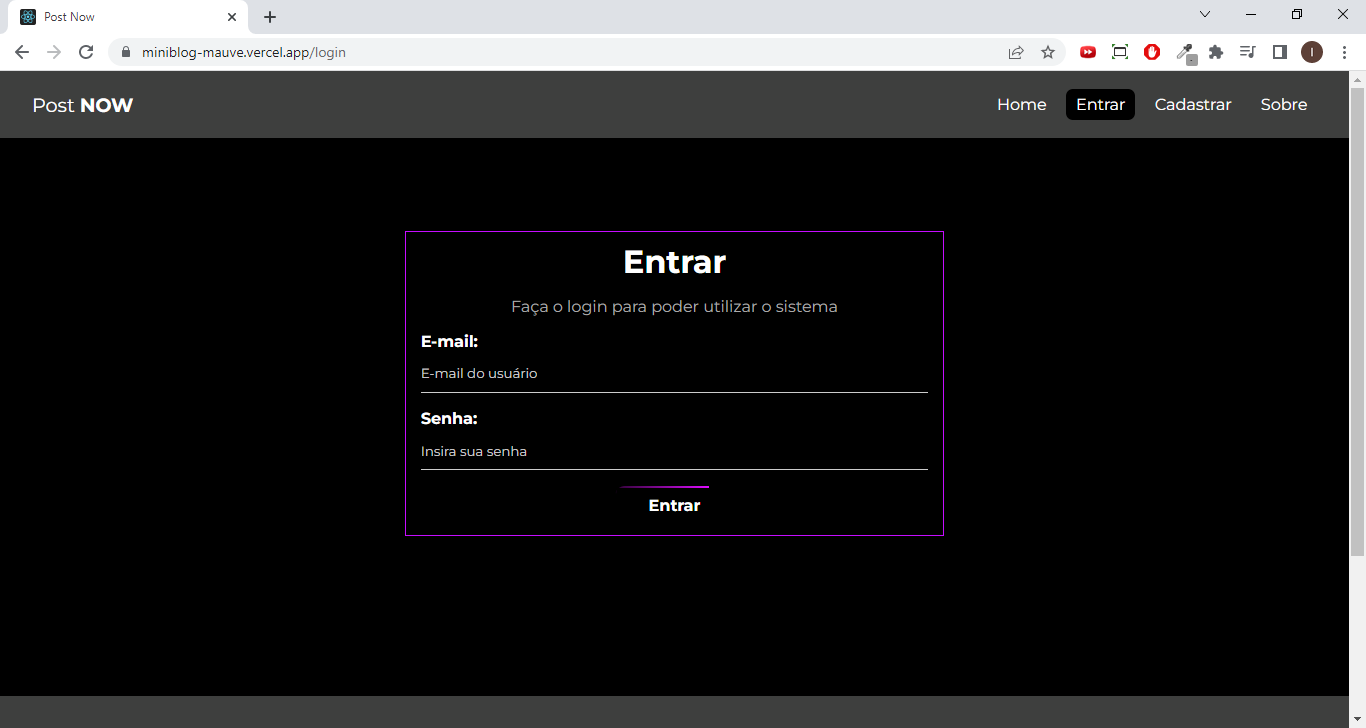 Post Now
miniblog-mauve.vercel.app/login
I
Post NOW
Home Entrar Cadastrar Sobre
Entrar
Faça o login para poder utilizar o sistema
E-mail:
E-mail do usuário
Senha:
Insira sua senha
Entrar